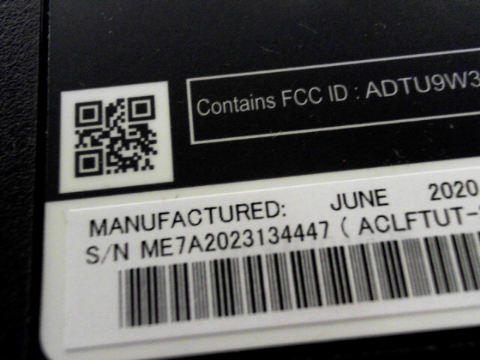 Contains FCC ID : ADTU9W3
MANUFACTURED: JUNE 2020
S/N ME7A2023134447 ( ACLFTUT-